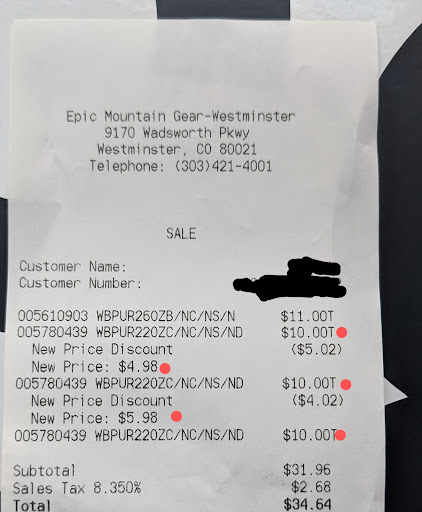 Epic Mountain Gear-Westminster
9170 Wadsworth Pkwy
Westminster, CO 80021
Telephone: (303)421-4001
SALE
Customer Name:
Customer Number:
005610903 WBPUR260ZB/NC/NS/N $11.00T
005780439 WBPUR220ZC/NC/NS/ND $10.00T
New Price Discount ($5.02)
New Price: $4.98
005780439 WBPUR220ZC/NC/NS/ND $10.00T
New Price Discount ($4.02)
New Price: $5.98
005780439 WBPUR220ZC/NC/NS/ND $10.00T
Subtotal $31.96
Sales Tax 8.350% $2.68
Total $34.64